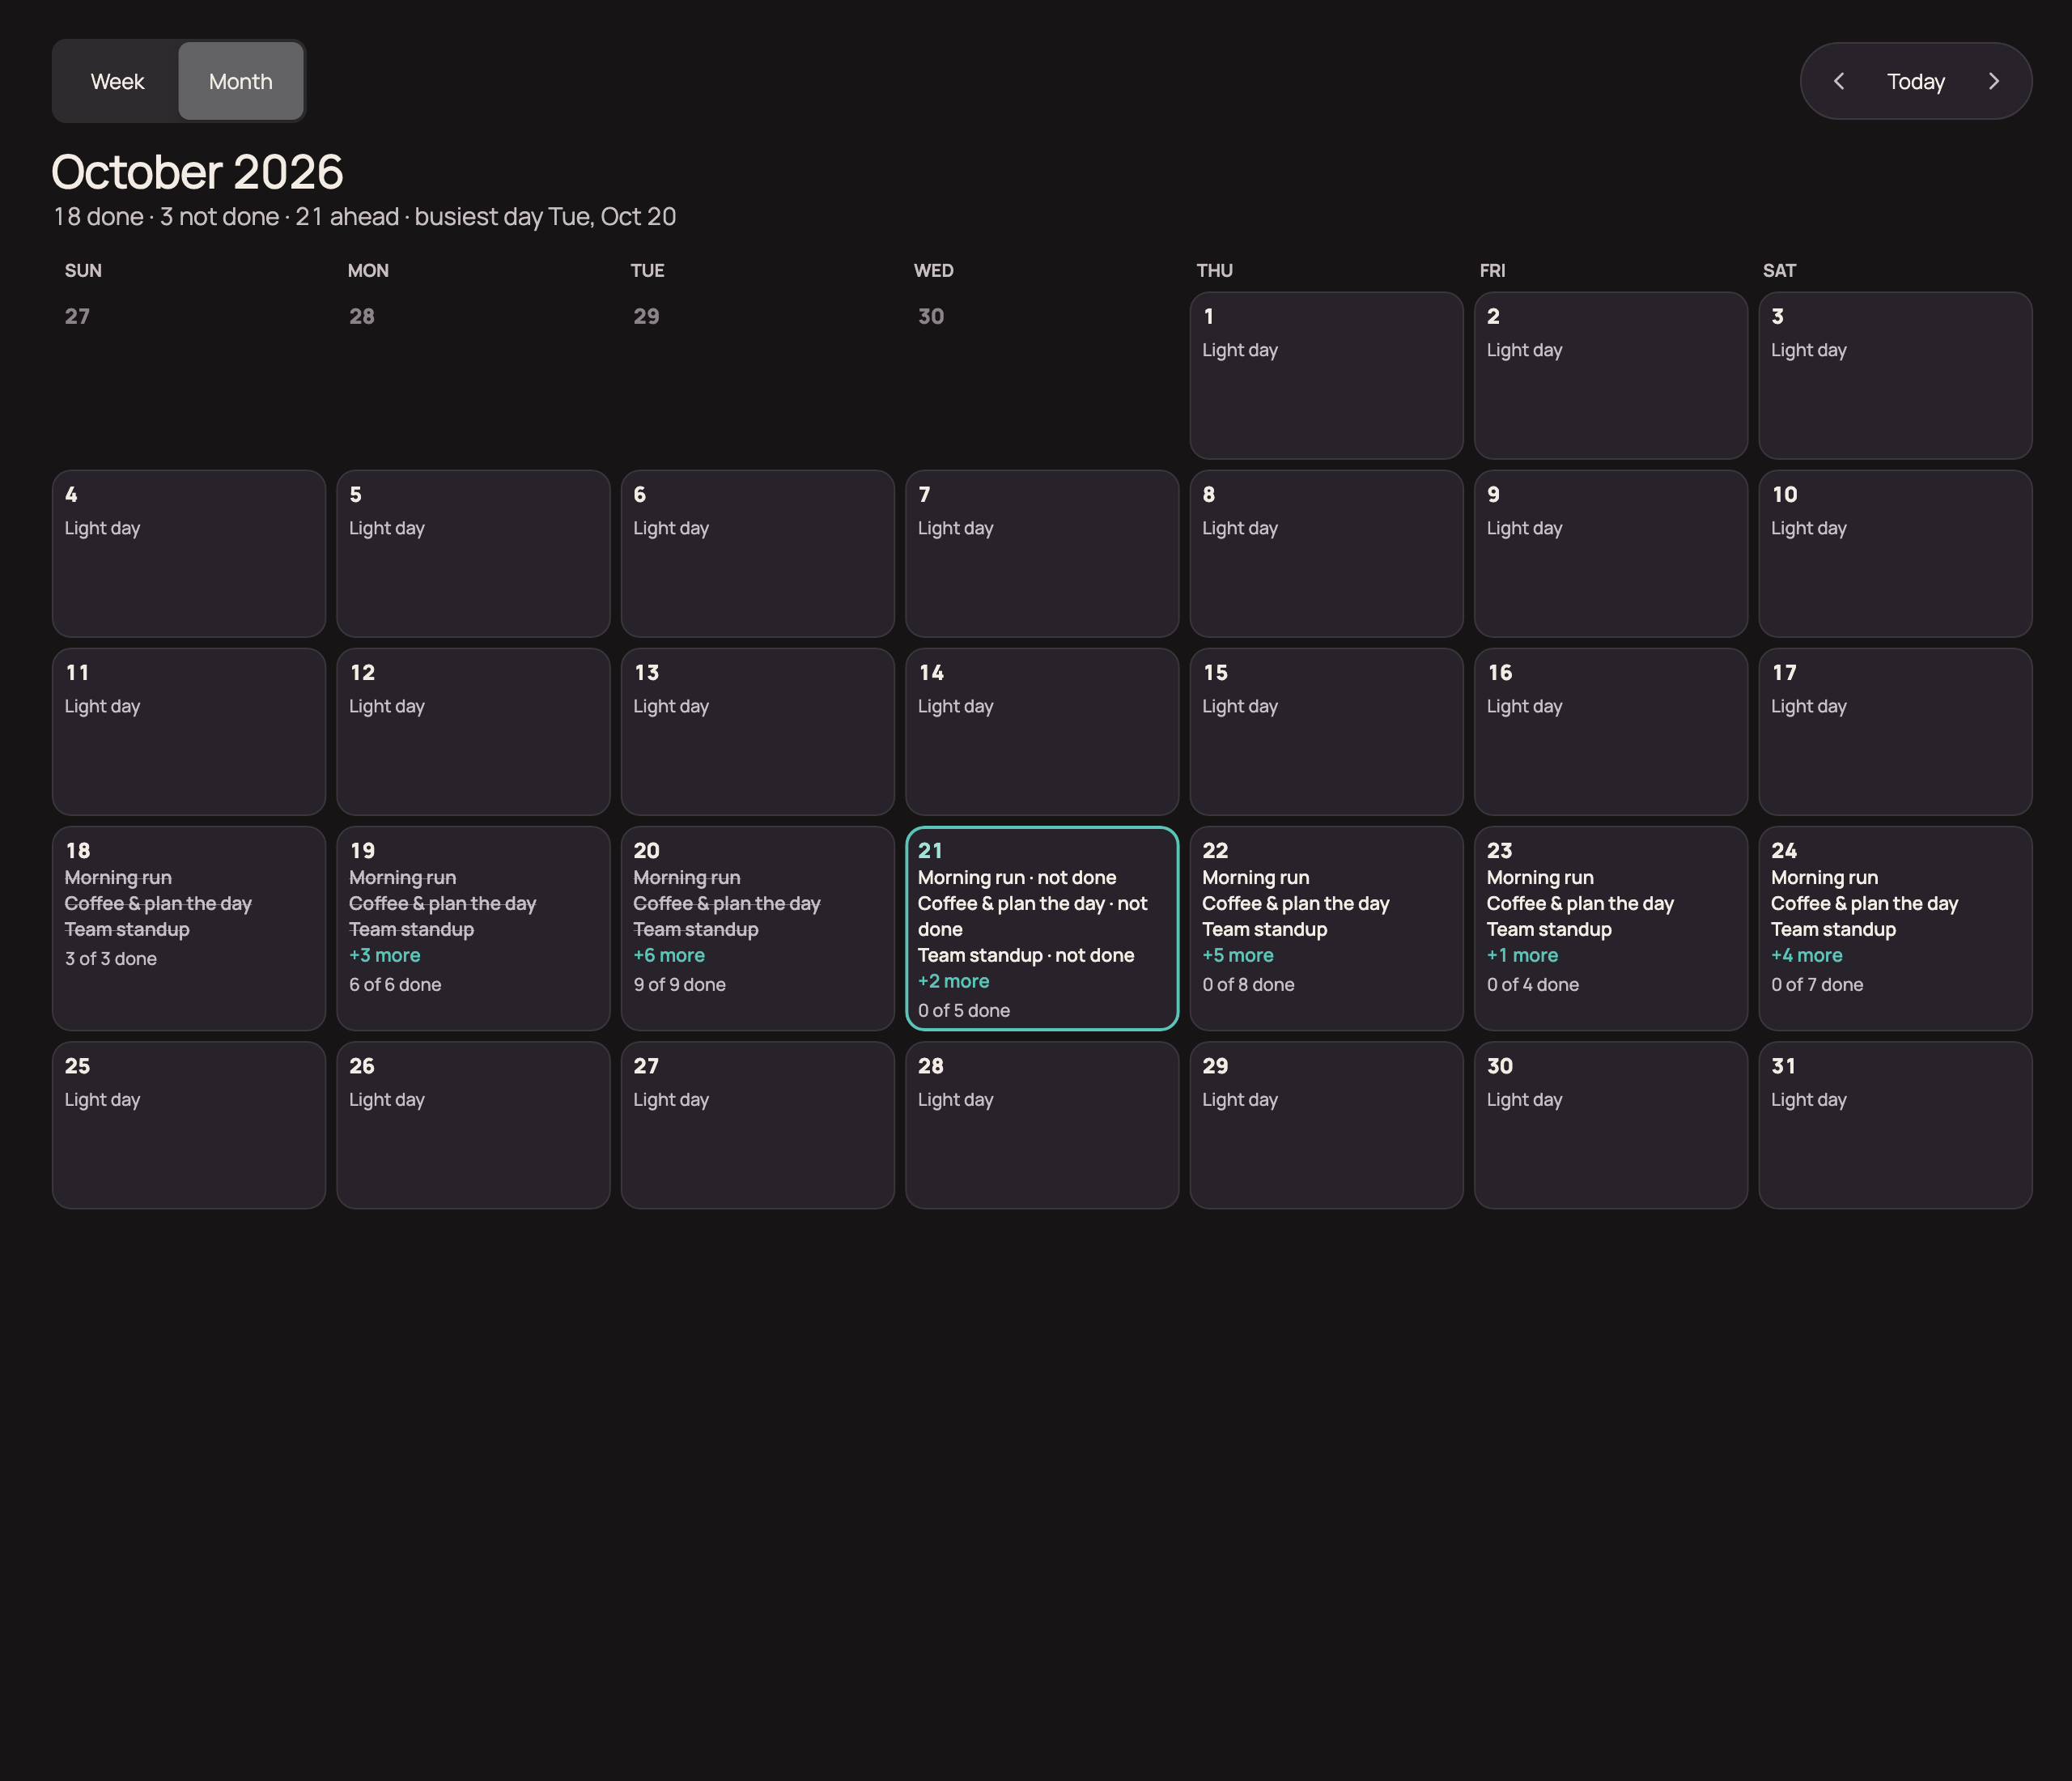 Week Month Today
October 2026
18 done · 3 not done · 21 ahead · busiest day Tue, Oct 20
SUN MON TUE WED THU FRI SAT
27 28 29 30 1 2 3
Light day Light day Light day
4 5 6 7 8 9 10
Light day Light day Light day Light day Light day Light day Light day
11 12 13 14 15 16 17
Light day Light day Light day Light day Light day Light day Light day
18
Morning run
Coffee & plan the day
Team standup
3 of 3 done
19
Morning run
Coffee & plan the day
Team standup
+3 more
6 of 6 done
20
Morning run
Coffee & plan the day
Team standup
+6 more
9 of 9 done
21
Morning run · not done
Coffee & plan the day · not
done
Team standup · not done
+2 more
0 of 5 done
22
Morning run
Coffee & plan the day
Team standup
+5 more
0 of 8 done
23
Morning run
Coffee & plan the day
Team standup
+1 more
0 of 4 done
24
Morning run
Coffee & plan the day
Team standup
+4 more
0 of 7 done
25 26 27 28 29 30 31
Light day Light day Light day Light day Light day Light day Light day